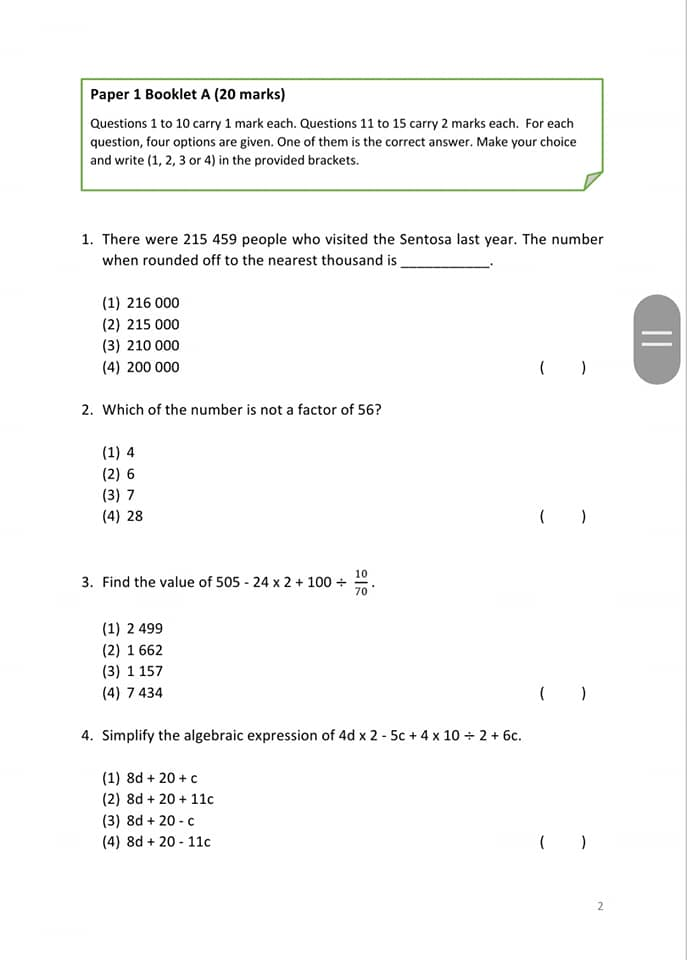 Paper 1 Booklet A (20 marks)
Questions 1 to 10 carry 1 mark each. Questions 11 to 15 carry 2 marks each. For each
question, four options are given. One of them is the correct answer. Make your choice
and write (1, 2, 3 or 4) in the provided brackets.
1. There were 215 459 people who visited the Sentosa last year. The number
when rounded off to the nearest thousand is ___________.
(1) 216 000
(2) 215 000
(3) 210 000
(4) 200 000 ( )
2. Which of the number is not a factor of 56?
(1) 4
(2) 6
(3) 7
(4) 28 ( )
3. Find the value of 505 - 24 x 2 + 100 ÷ 10/70.
(1) 2 499
(2) 1 662
(3) 1 157
(4) 7 434 ( )
4. Simplify the algebraic expression of 4d x 2 - 5c + 4 x 10 ÷ 2 + 6c.
(1) 8d + 20 + c
(2) 8d + 20 + 11c
(3) 8d + 20 - c
(4) 8d + 20 - 11c ( )
2